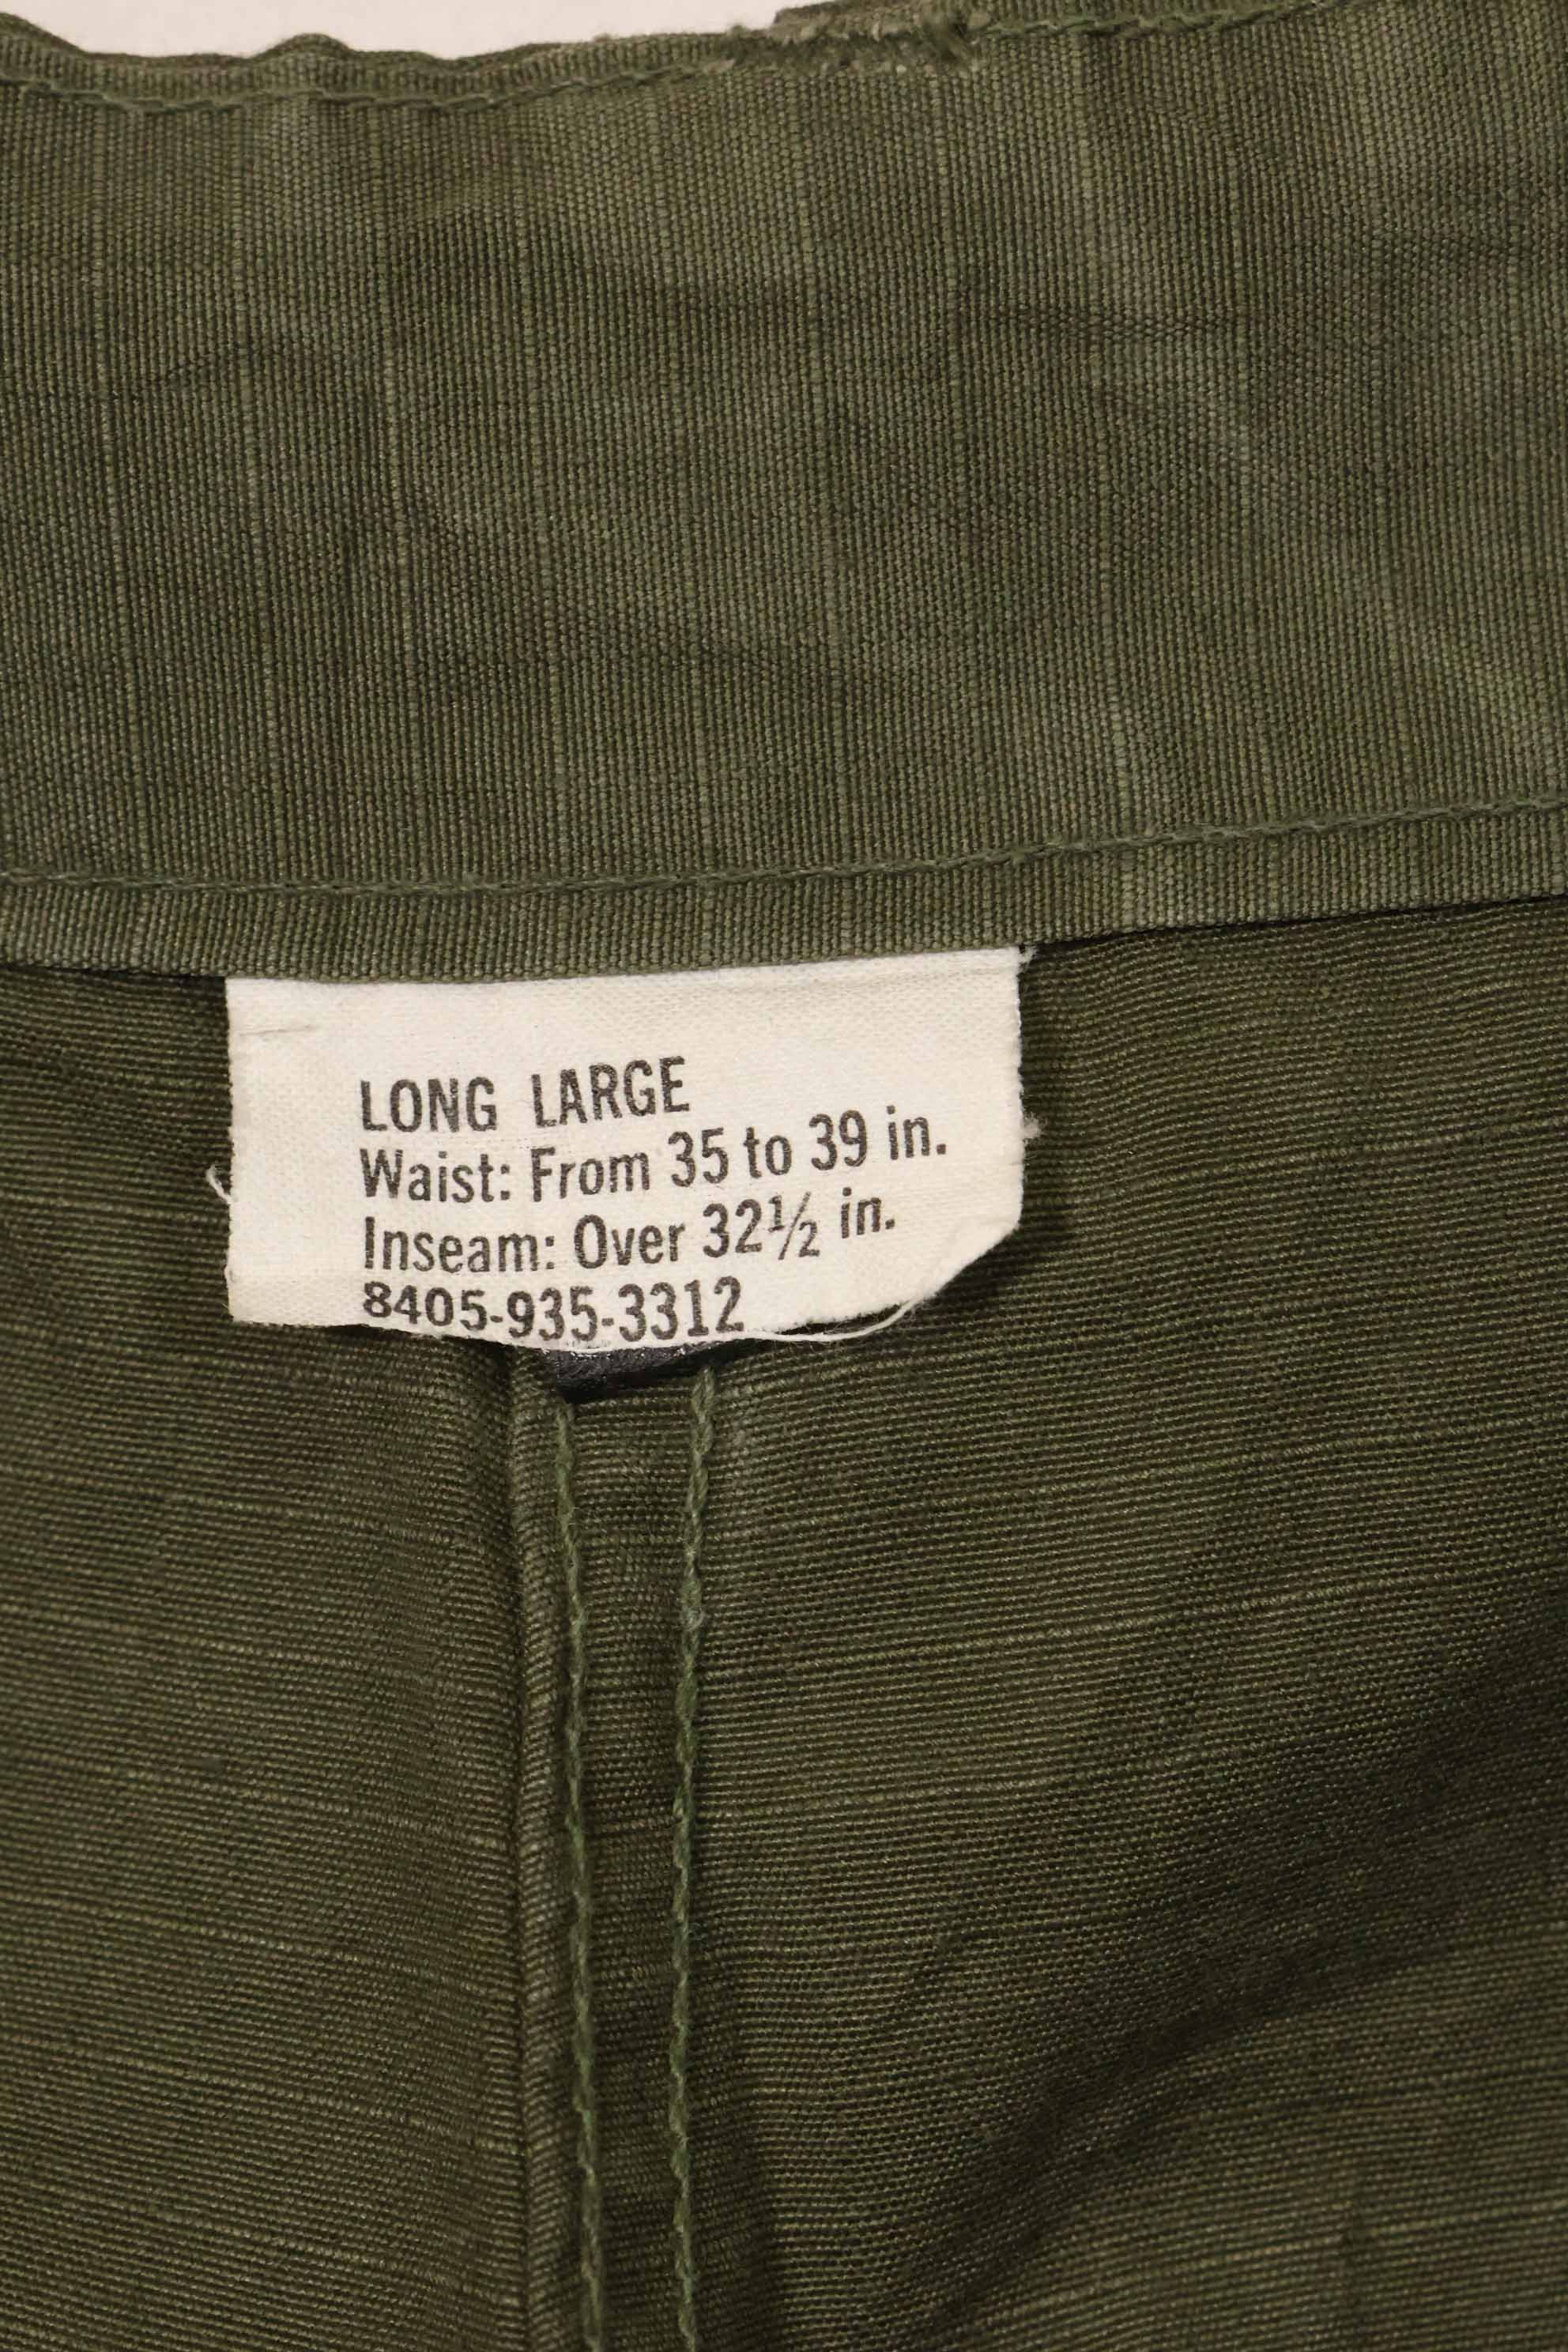 LONG LARGE
Waist: From 35 to 39 in.
Inseam: Over 32½ in.
8405-935-3312